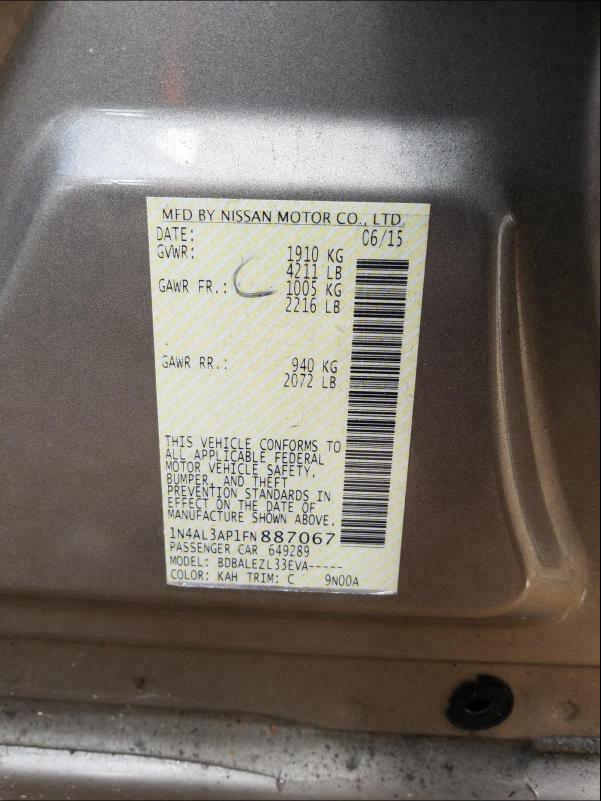 MFD BY NISSAN MOTOR CO., LTD.
DATE: 06/15
GVWR: 1910 KG
4211 LB
GAWR FR.: 1005 KG
2216 LB
GAWR RR.: 940 KG
2072 LB
THIS VEHICLE CONFORMS TO
ALL APPLICABLE FEDERAL
MOTOR VEHICLE SAFETY,
BUMPER, AND THEFT
PREVENTION STANDARDS IN
EFFECT ON THE DATE OF
MANUFACTURE SHOWN ABOVE.
1N4AL3AP1FN887067
PASSENGER CAR 649289
MODEL: BDBALEZL33EVA-----
COLOR: KAH TRIM: C 9N00A